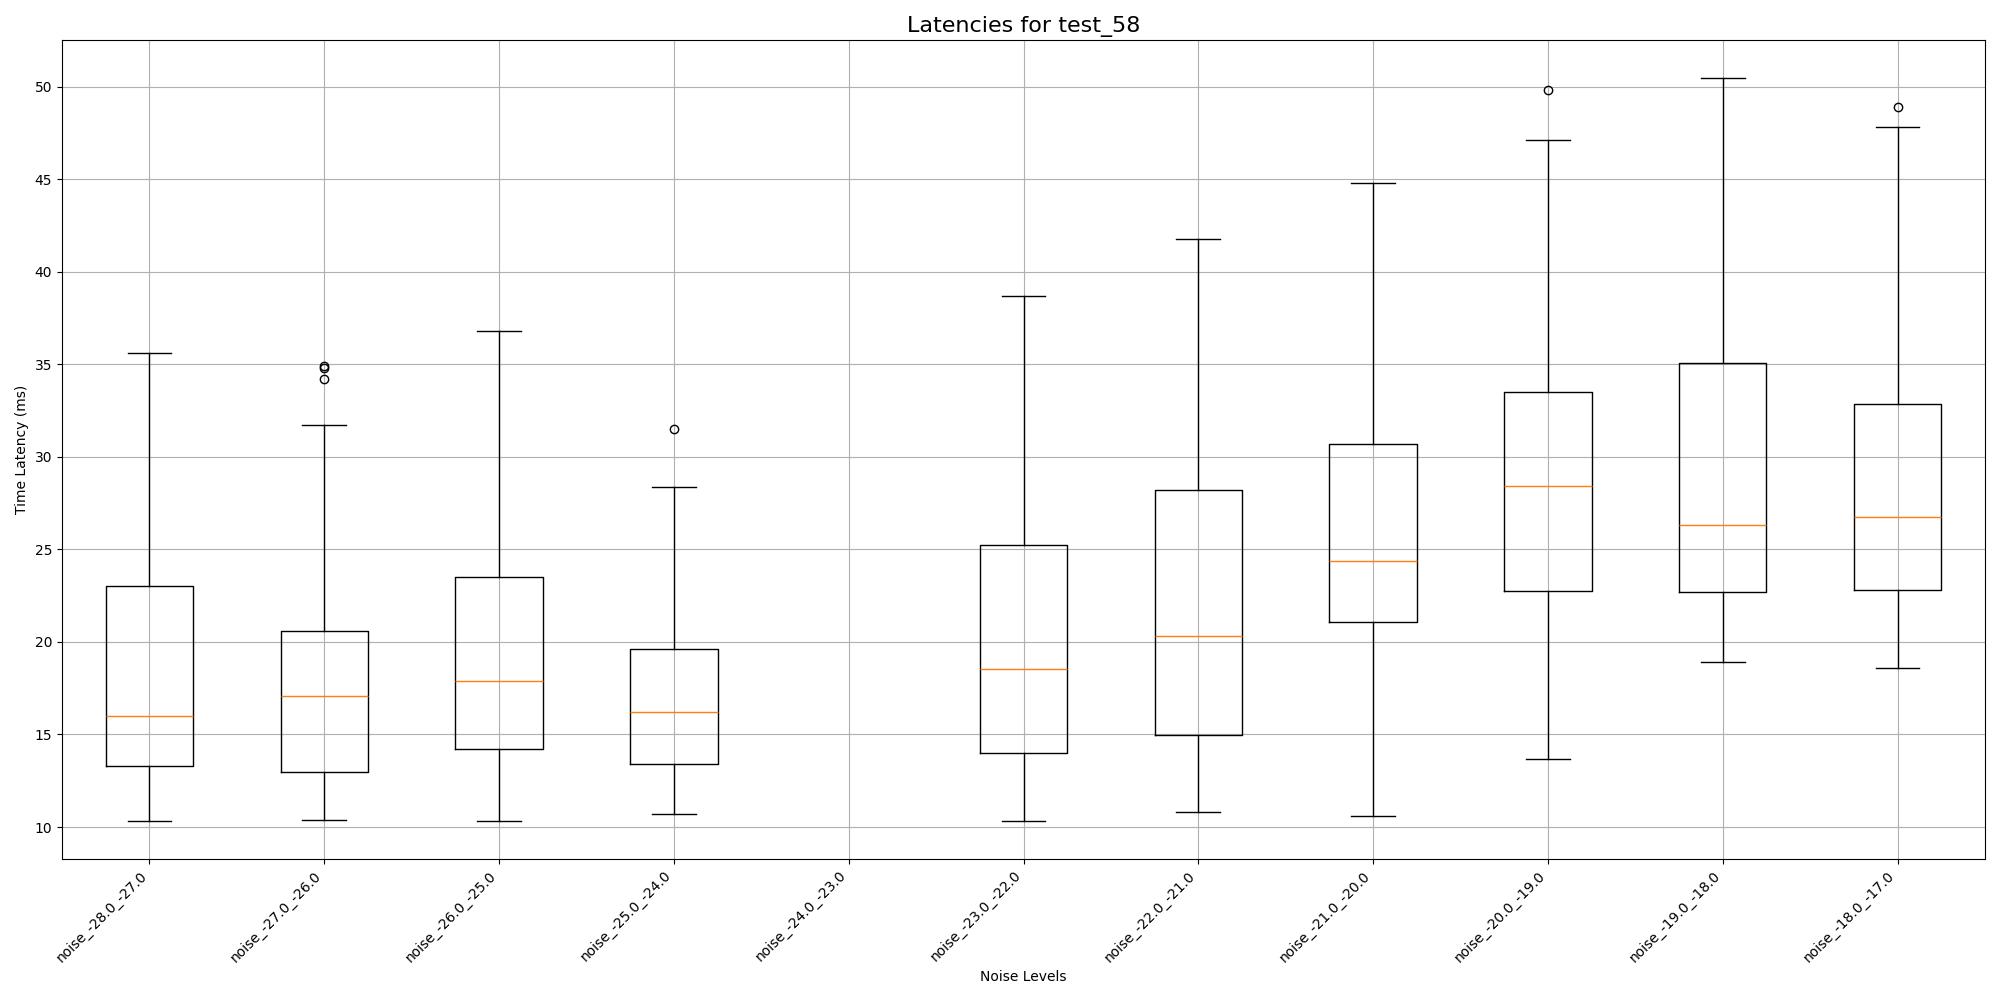 Latencies for test_58
Time Latency (ms)
50
45
40
35
30
25
20
15
10
noise_-28.0_-27.0
noise_-27.0_-26.0
noise_-26.0_-25.0
noise_-25.0_-24.0
noise_-24.0_-23.0
noise_-23.0_-22.0
noise_-22.0_-21.0
noise_-21.0_-20.0
noise_-20.0_-19.0
noise_-19.0_-18.0
noise_-18.0_-17.0
Noise Levels